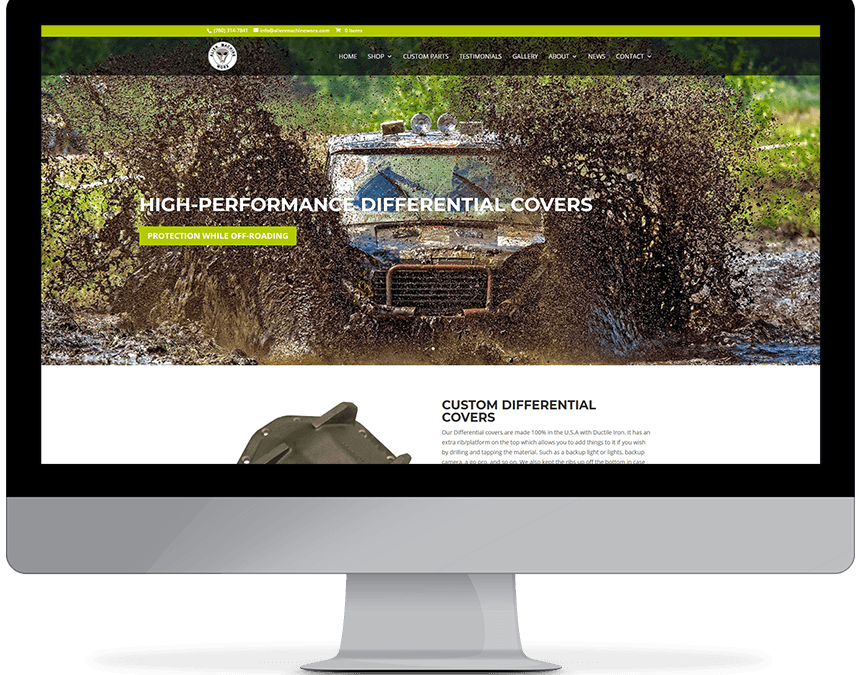 (760) 314-7841 info@allenmachineworx.com 0 Items
ALLEN MACHINE
WORX
HOME SHOP CUSTOM PARTS TESTIMONIALS GALLERY ABOUT NEWS CONTACT
HIGH-PERFORMANCE DIFFERENTIAL COVERS
PROTECTION WHILE OFF-ROADING
CUSTOM DIFFERENTIAL
COVERS
Our Differential covers are made 100% in the U.S.A with Ductile Iron. It has an
extra rib/platform on the top which allows you to add things to it if you wish
by drilling and tapping the material. Such as a backup light or lights, backup
camera, a go pro, and so on. We also kept the ribs up off the bottom in case